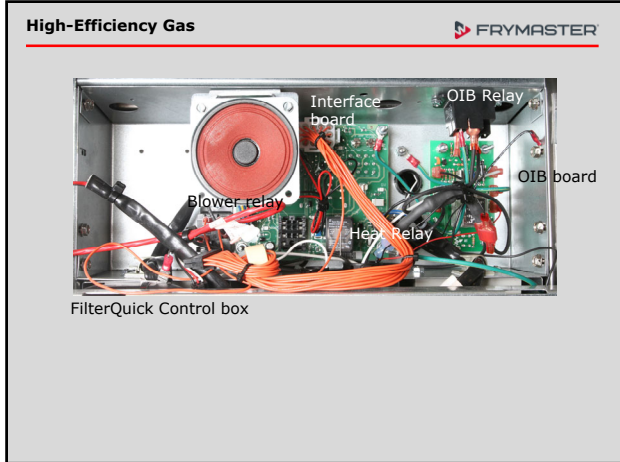 High-Efficiency Gas
FRYMASTER
Interface
board
OIB Relay
OIB board
Blower relay
Heat Relay
FilterQuick Control box